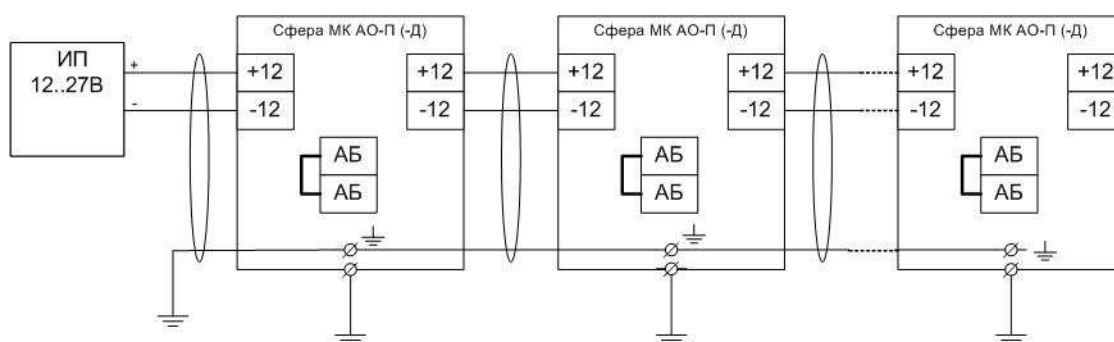 ИП
12..27В
+
-
Сфера МК АО-П (-Д)
+12
-12
+12
-12
АБ
АБ
Сфера МК АО-П (-Д)
+12
-12
+12
-12
АБ
АБ
Сфера МК АО-П (-Д)
+12
-12
+12
-12
АБ
АБ